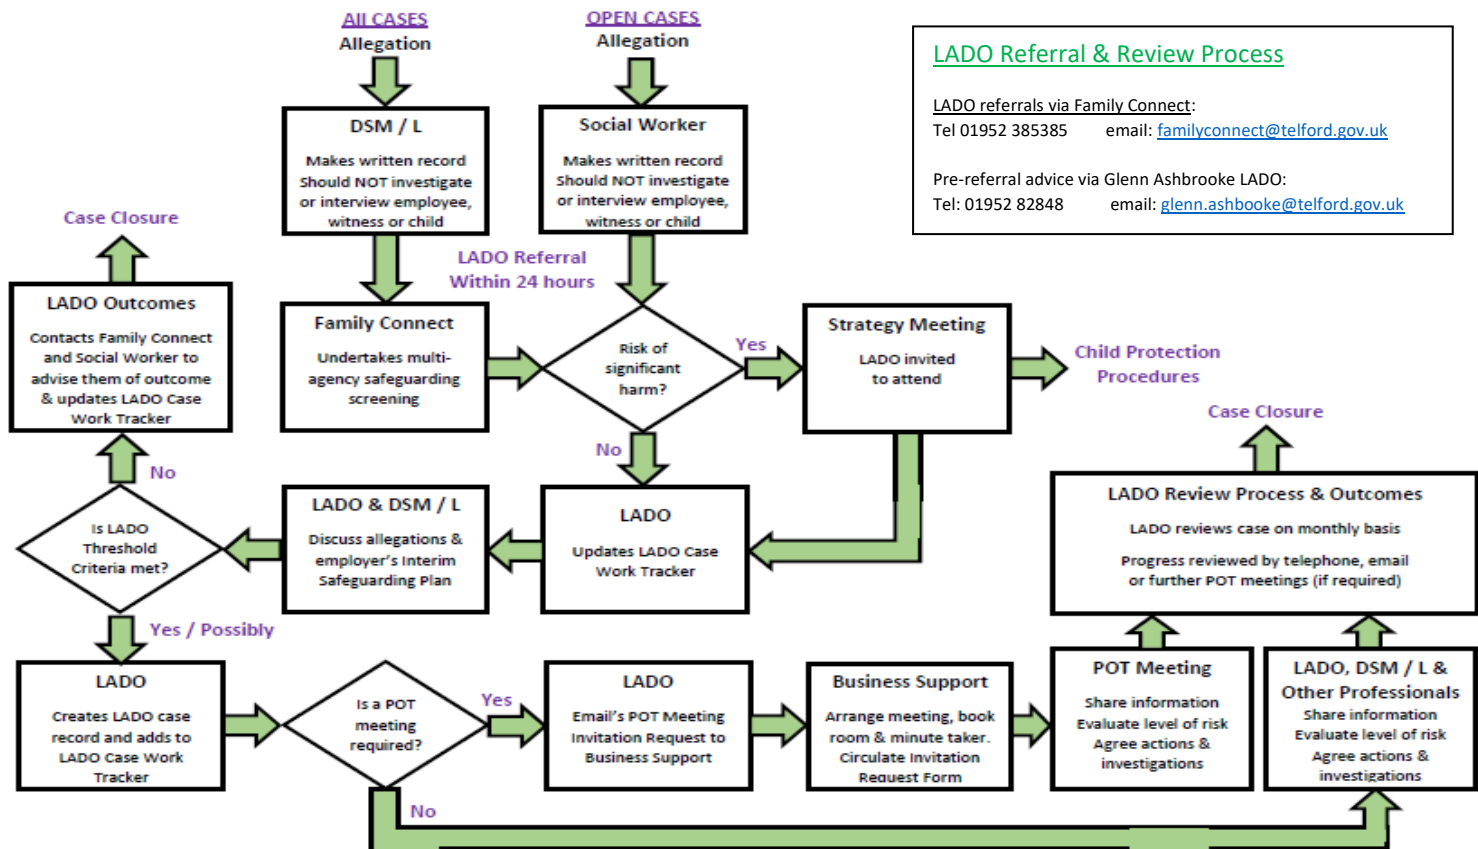 All CASES
Allegation
OPEN CASES
Allegation
LADO Referral & Review Process
LADO referrals via Family Connect:
Tel 01952 385385 email: familyconnect@telford.gov.uk
Pre-referral advice via Glenn Ashbrooke LADO:
Tel: 01952 82848 email: glenn.ashbooke@telford.gov.uk
DSM / L
Makes written record
Should NOT investigate
or interview employee,
witness or child
Social Worker
Makes written record
Should NOT investigate
or interview employee,
witness or child
LADO Referral
Within 24 hours
Case Closure
LADO Outcomes
Contacts Family Connect
and Social Worker to
advise them of outcome
& updates LADO Case
Work Tracker
Family Connect
Undertakes multi-
agency safeguarding
screening
Risk of
significant
harm?
Yes
Strategy Meeting
LADO invited
to attend
Child Protection
Procedures
No
No
Is LADO
Threshold
Criteria met?
LADO & DSM / L
Discuss allegations &
employer's Interim
Safeguarding Plan
LADO
Updates LADO Case
Work Tracker
Case Closure
LADO Review Process & Outcomes
LADO reviews case on monthly basis
Progress reviewed by telephone, email
or further POT meetings (if required)
Yes / Possibly
LADO
Creates LADO case
record and adds to
LADO Case Work
Tracker
Is a POT
meeting
required?
Yes
No
LADO
Email's POT Meeting
Invitation Request to
Business Support
Business Support
Arrange meeting, book
room & minute taker.
Circulate Invitation
Request Form
POT Meeting
Share information
Evaluate level of risk
Agree actions &
investigations
LADO, DSM / L &
Other Professionals
Share information
Evaluate level of risk
Agree actions &
investigations